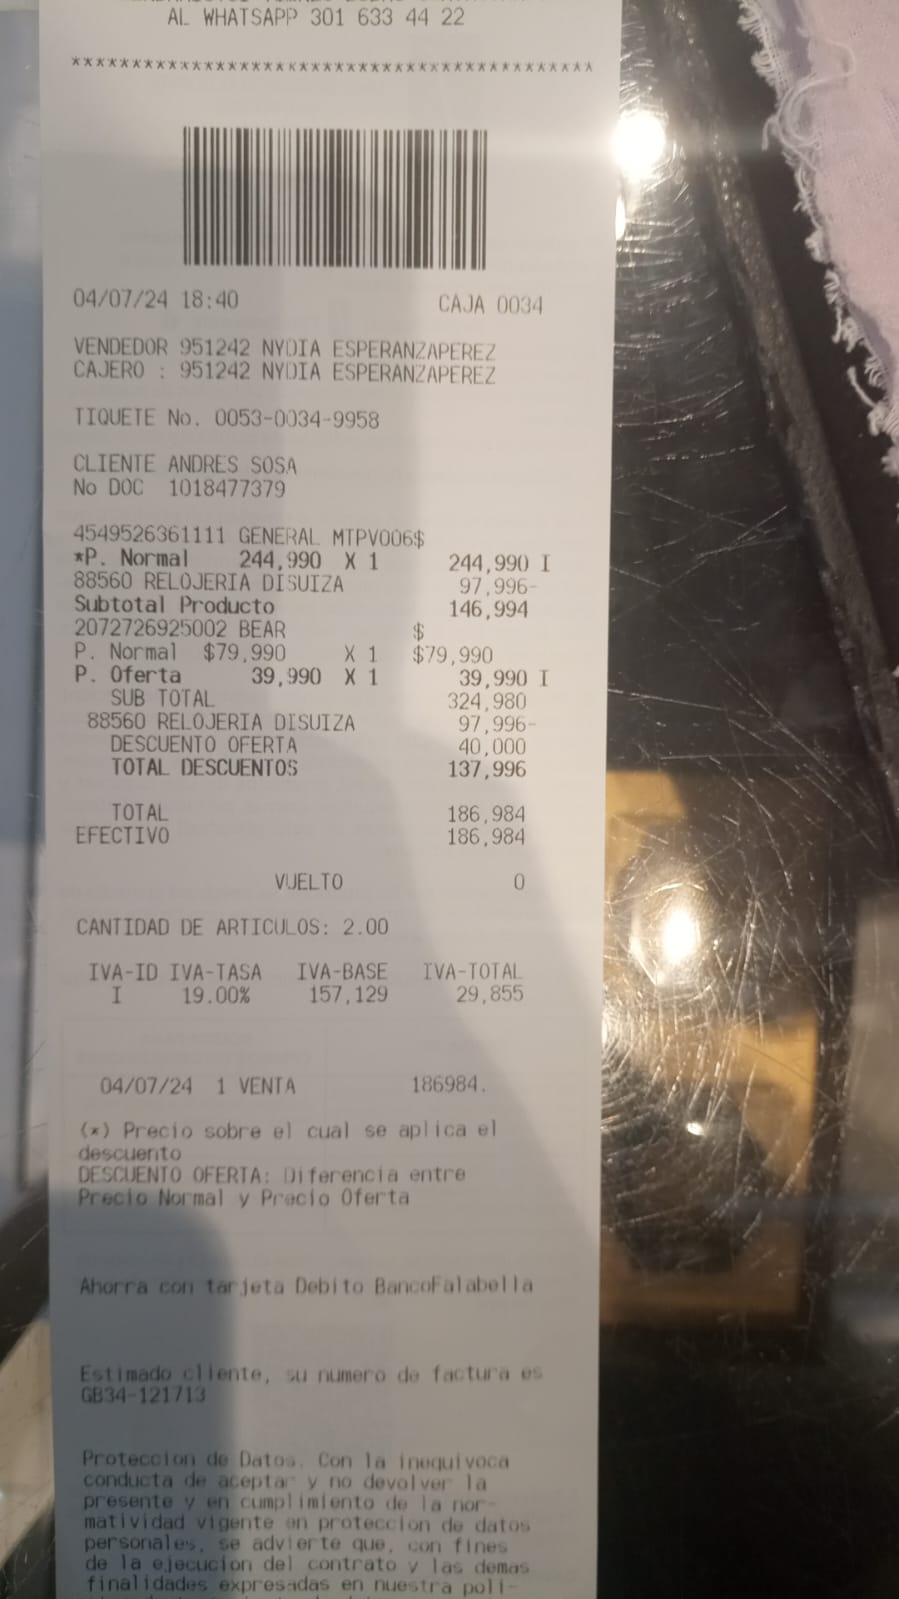 AL WHATSAPP 301 633 44 22
*******************************************
04/07/24 18:40 CAJA 0034
VENDEDOR 951242 NYDIA ESPERANZAPEREZ
CAJERO : 951242 NYDIA ESPERANZAPEREZ
TIQUETE No. 0053-0034-9958
CLIENTE ANDRES SOSA
No DOC 1018477379
4549526361111 GENERAL MTPV006$
*P. Normal 244,990 X 1 244,990 I
88560 RELOJERIA DISUIZA 97,996-
Subtotal Producto 146,994
2072726925002 BEAR $
P. Normal $79,990 X 1 $79,990
P. Oferta 39,990 X 1 39,990 I
SUB TOTAL 324,980
88560 RELOJERIA DISUIZA 97,996-
DESCUENTO OFERTA 40,000
TOTAL DESCUENTOS 137,996
TOTAL 186,984
EFECTIVO 186,984
VUELTO 0
CANTIDAD DE ARTICULOS: 2.00
IVA-ID IVA-TASA IVA-BASE IVA-TOTAL
I 19.00% 157,129 29,855
04/07/24 1 VENTA 186984.
(*) Precio sobre el cual se aplica el
descuento
DESCUENTO OFERTA: Diferencia entre
Precio Normal y Precio Oferta
Ahorra con tarjeta Debito BancoFalabella
Estimado cliente, su numero de factura es
GB34-121713
Proteccion de Datos. Con la inequivoca
conducta de aceptar y no devolver la
presente y en cumplimiento de la nor-
matividad vigente en proteccion de datos
personales, se advierte que, con fines
de la ejecucion del contrato y las demas
finalidades expresadas en nuestra poli-